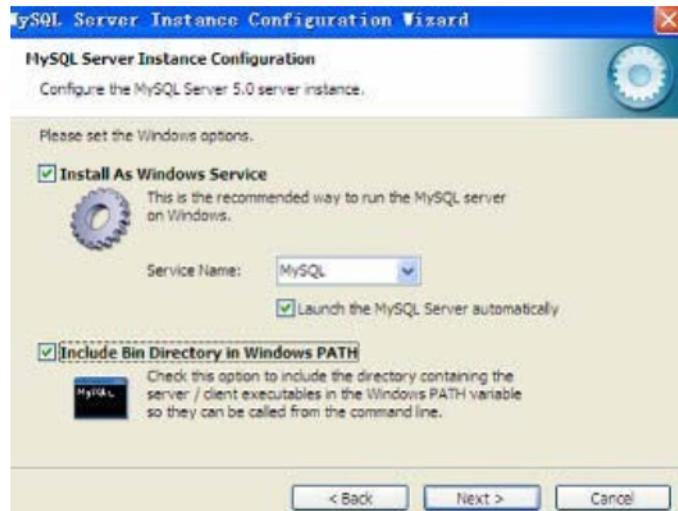 MySQL Server Instance Configuration Wizard
MySQL Server Instance Configuration
Configure the MySQL Server 5.0 server instance.
Please set the Windows options.
Install As Windows Service
This is the recommended way to run the MySQL server
on Windows.
Service Name: MySQL
Launch the MySQL Server automatically
Include Bin Directory in Windows PATH
Check this option to include the directory containing the
server / client executables in the Windows PATH variable
so they can be called from the command line.
< Back Next > Cancel